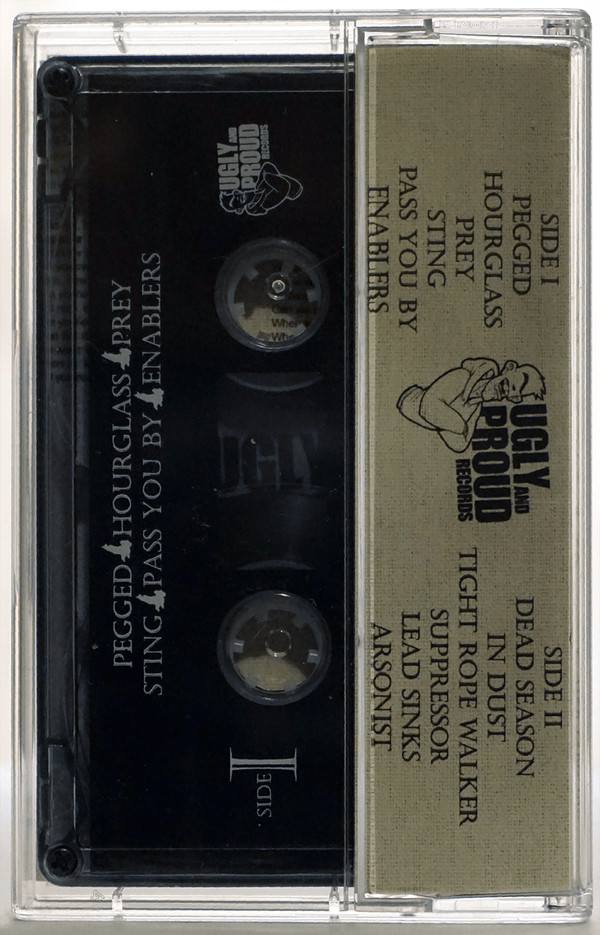 SIDE I
PEGGED
HOURGLASS
PREY
STING
PASS YOU BY
ENABLERS
UGLY AND
PROUD
RECORDS
SIDE II
DEAD SEASON
IN DUST
TIGHT ROPE WALKER
SUPPRESSOR
LEAD SINKS
ARSONIST
UGLY AND
PROUD
RECORDS
PEGGED HOURGLASS PREY
STING PASS YOU BY ENABLERS
SIDE I